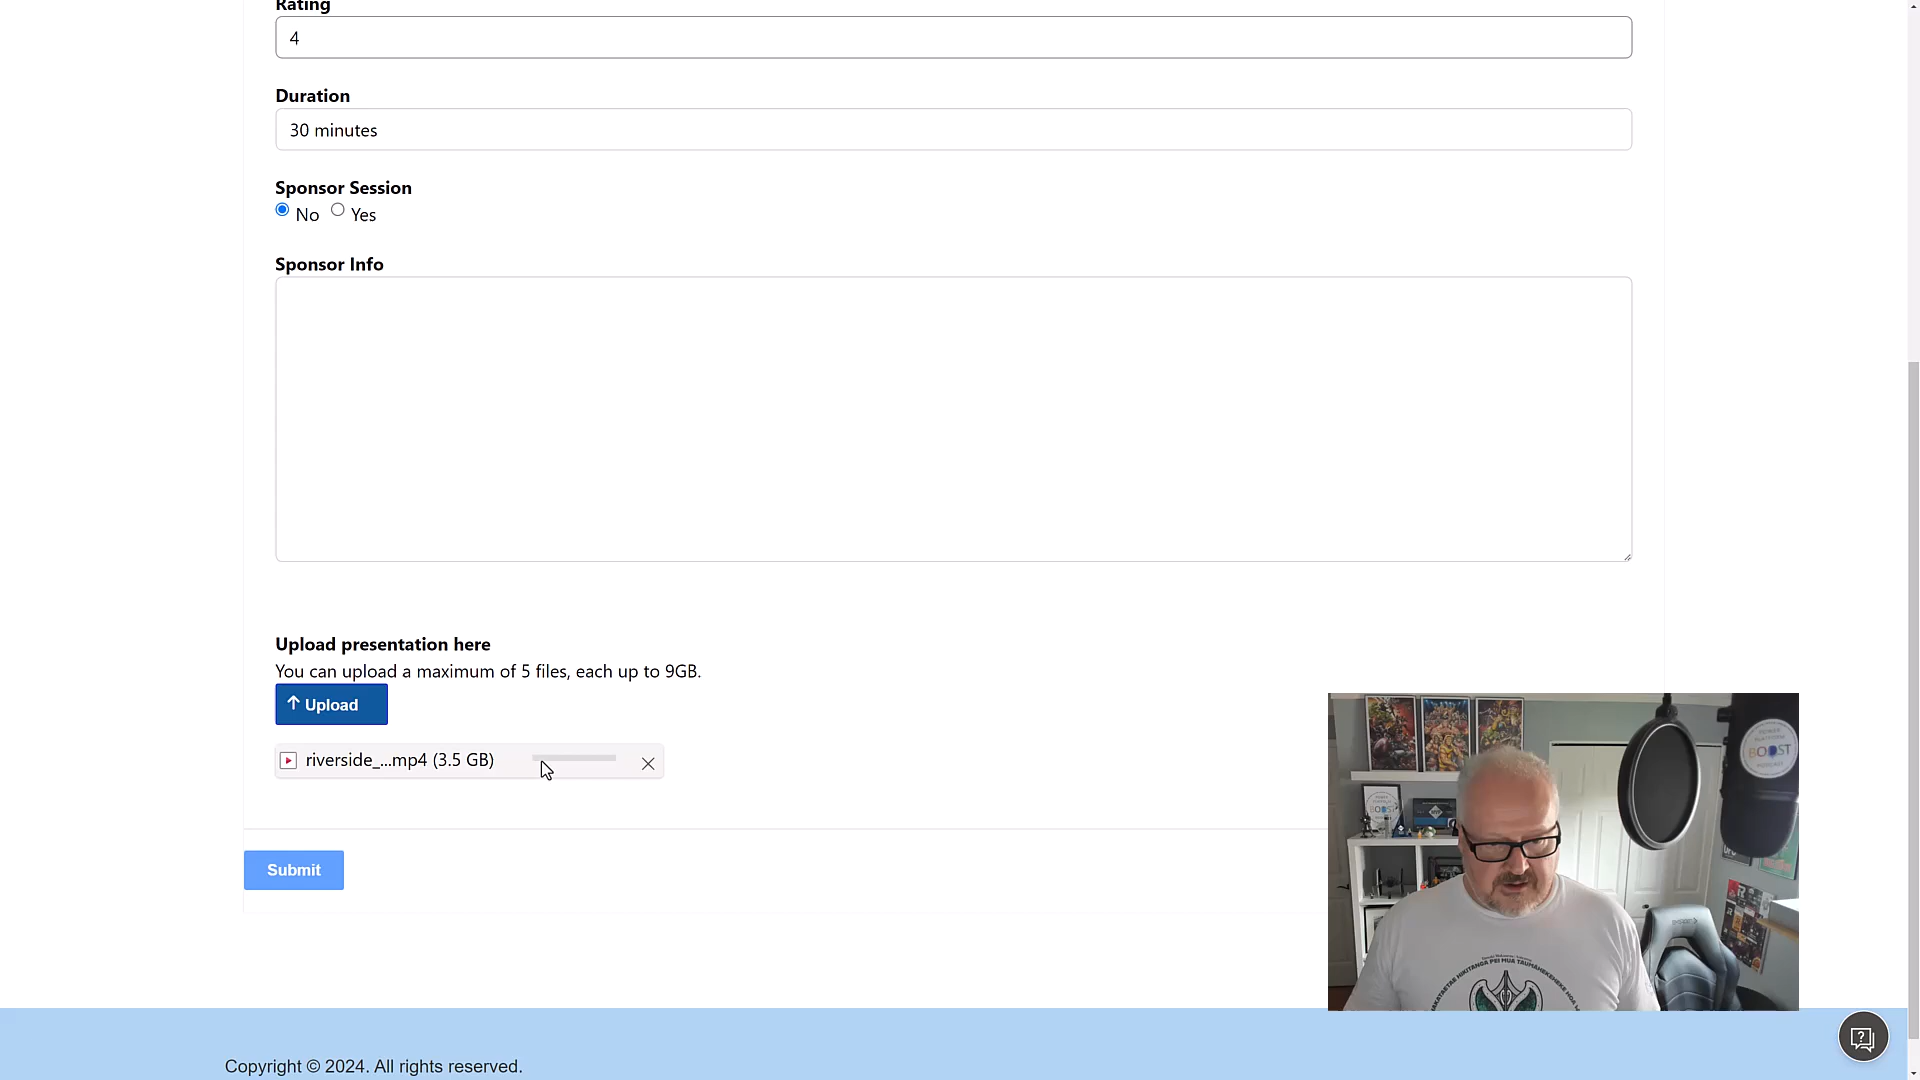 Rating
4
Duration
30 minutes
Sponsor Session
No Yes
Sponsor Info
Upload presentation here
You can upload a maximum of 5 files, each up to 9GB.
Upload
riverside_...mp4 (3.5 GB)
Submit
BOOST
Copyright © 2024. All rights reserved.